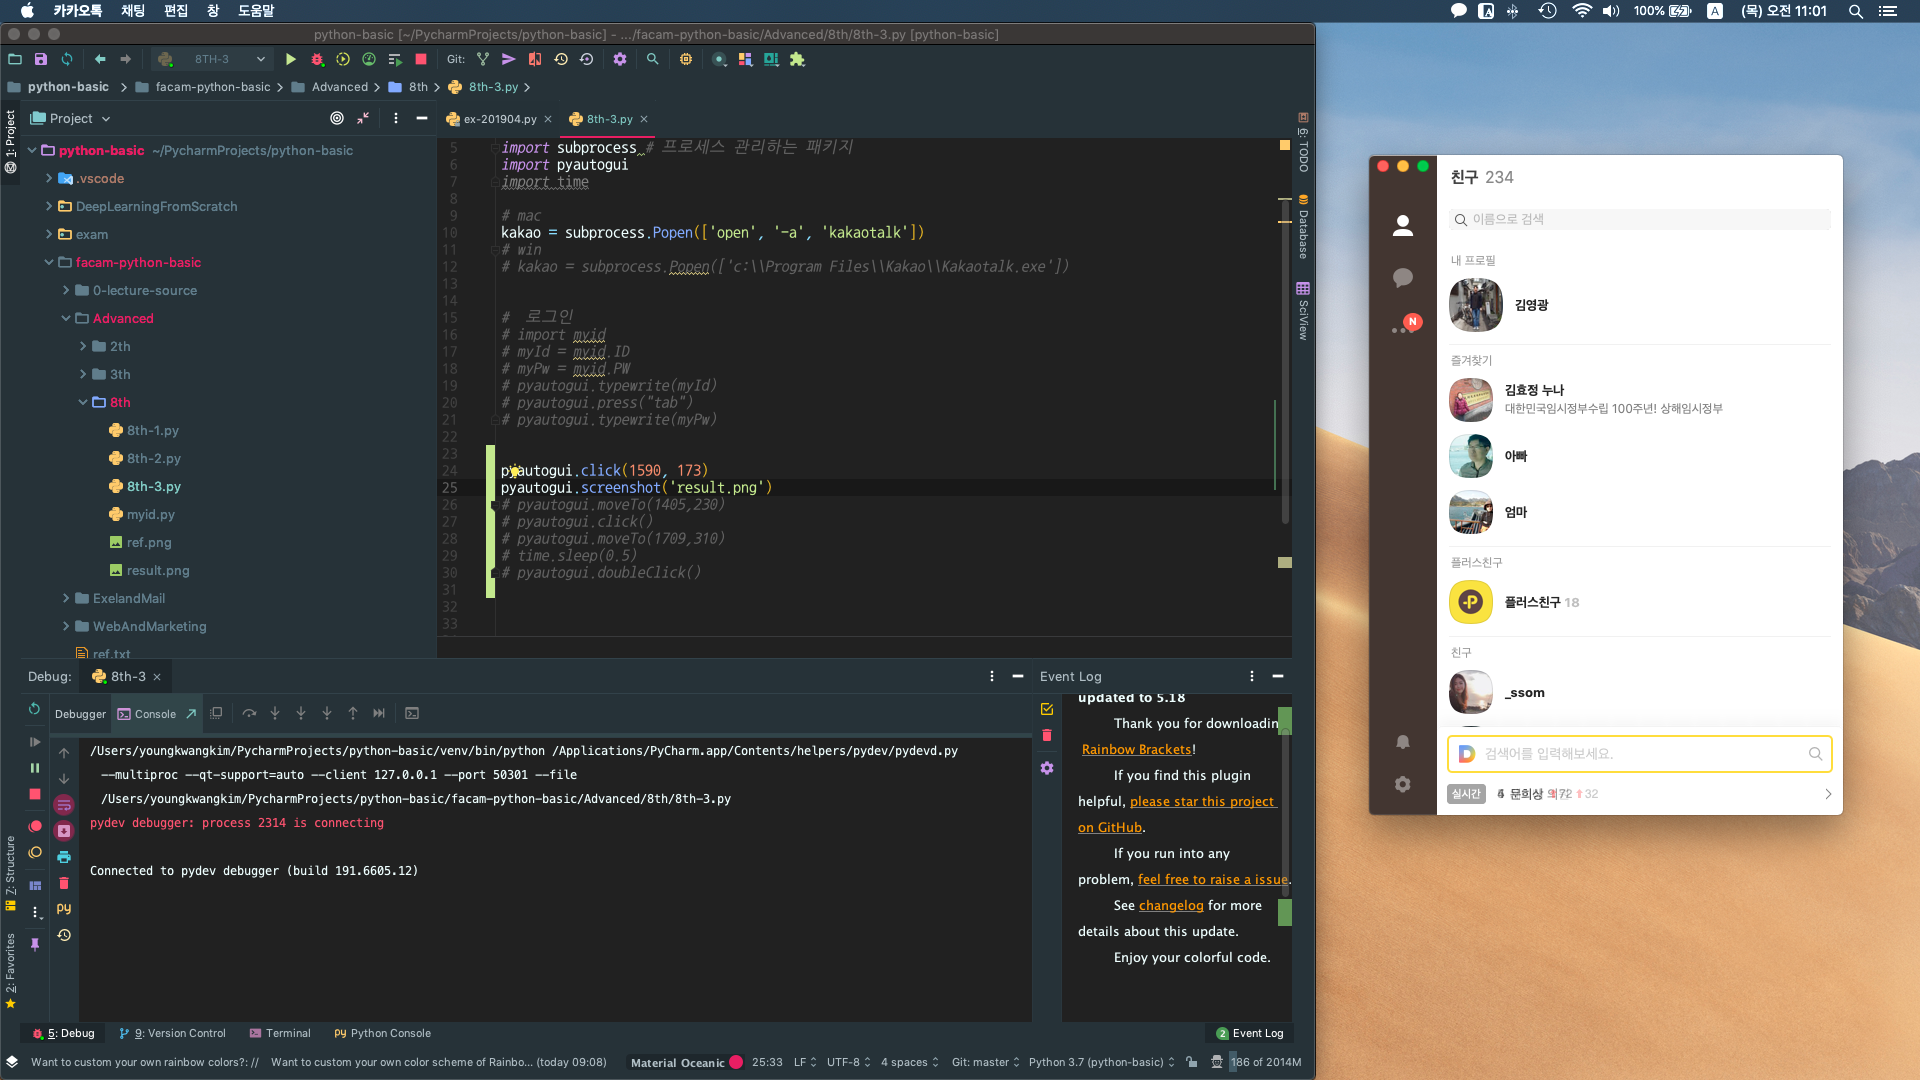 카카오톡 채팅 편집 창 도움말
100% A (목) 오전 11:01
python-basic [~/PycharmProjects/python-basic] - .../facam-python-basic/Advanced/8th/8th-3.py [python-basic]
8TH-3 Git:
python-basic facam-python-basic Advanced 8th 8th-3.py
Project
ex-201904.py 8th-3.py
1: Project
python-basic ~/PycharmProjects/python-basic
.vscode
DeepLearningFromScratch
exam
facam-python-basic
0-lecture-source
Advanced
2th
3th
8th
8th-1.py
8th-2.py
8th-3.py
myid.py
ref.png
result.png
ExelandMail
WebAndMarketing
ref.txt
5 import subprocess # 프로세스 관리하는 패키지
6 import pyautogui
7 import time
8
9 # mac
10 kakao = subprocess.Popen(['open', '-a', 'kakaotalk'])
11 # win
12 # kakao = subprocess.Popen(['c:\\Program Files\\Kakao\\Kakaotalk.exe'])
13
14
15 # 로그인
16 # import myid
17 # myId = myid.ID
18 # myPw = myid.PW
19 # pyautogui.typewrite(myId)
20 # pyautogui.press("tab")
21 # pyautogui.typewrite(myPw)
22
23
24 pyautogui.click(1590, 173)
25 pyautogui.screenshot('result.png')
26 # pyautogui.moveTo(1405,230)
27 # pyautogui.click()
28 # pyautogui.moveTo(1709,310)
29 # time.sleep(0.5)
30 # pyautogui.doubleClick()
31
32
33
6: TODO
Database
SciView
Debug: 8th-3
Debugger Console
/Users/youngkwangkim/PycharmProjects/python-basic/venv/bin/python /Applications/PyCharm.app/Contents/helpers/pydev/pydevd.py
--multiproc --qt-support=auto --client 127.0.0.1 --port 50301 --file
/Users/youngkwangkim/PycharmProjects/python-basic/facam-python-basic/Advanced/8th/8th-3.py
pydev debugger: process 2314 is connecting
Connected to pydev debugger (build 191.6605.12)
Event Log
updated to 5.18
Thank you for downloadin
Rainbow Brackets!
If you find this plugin
helpful, please star this project
on GitHub.
If you run into any
problem, feel free to raise a issue.
See changelog for more
details about this update.
Enjoy your colorful code.
7: Structure
2: Favorites
5: Debug 9: Version Control Terminal Python Console
2 Event Log
Want to custom your own rainbow colors?: // Want to custom your own color scheme of Rainbo... (today 09:08) Material Oceanic 25:33 LF UTF-8 4 spaces Git: master Python 3.7 (python-basic) 186 of 2014M
친구 234
이름으로 검색
내 프로필
김영광
N
즐겨찾기
김효정 누나
대한민국임시정부수립 100주년! 상해임시정부
아빠
엄마
플러스친구
플러스친구 18
친구
_ssom
검색어를 입력해보세요.
실시간 문희상 32